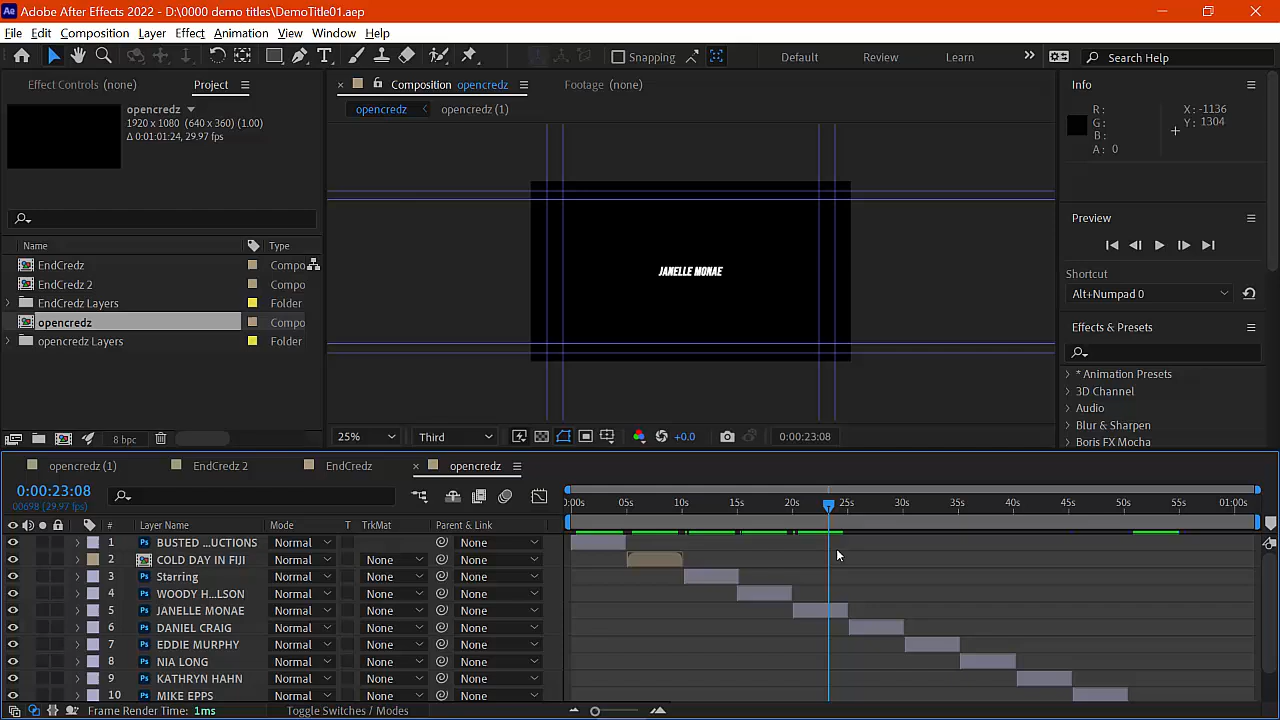 Adobe After Effects 2022 - D:\0000 demo titles\DemoTitle01.aep
File Edit Composition Layer Effect Animation View Window Help
Snapping Default Review Learn Search Help
Effect Controls (none) Project
Composition opencredz Footage (none)
Info
opencredz
1920 x 1080 (640 x 360) (1.00)
Δ 0:01:01:24, 29.97 fps
opencredz opencredz (1)
R: X: -1136
G: Y: 1304
B:
A: 0
JANELLE MONAE
Preview
Shortcut
Alt+Numpad 0
Name Type
EndCredz Compo
EndCredz 2 Compo
EndCredz Layers Folder
opencredz Compo
opencredz Layers Folder
Effects & Presets
* Animation Presets
3D Channel
Audio
Blur & Sharpen
Boris FX Mocha
8 bpc
25% Third +0.0 0:00:23:08
opencredz (1) EndCredz 2 EndCredz opencredz
0:00:23:08
00698 (29.97 fps)
0:00s 05s 10s 15s 20s 25s 30s 35s 40s 45s 50s 55s 01:00s
# Layer Name Mode T TrkMat Parent & Link
1 BUSTED ...UCTIONS Normal None
2 COLD DAY IN FIJI Normal None None
3 Starring Normal None None
4 WOODY H...LSON Normal None None
5 JANELLE MONAE Normal None None
6 DANIEL CRAIG Normal None None
7 EDDIE MURPHY Normal None None
8 NIA LONG Normal None None
9 KATHRYN HAHN Normal None None
10 MIKE EPPS Normal None None
Frame Render Time: 1ms Toggle Switches / Modes